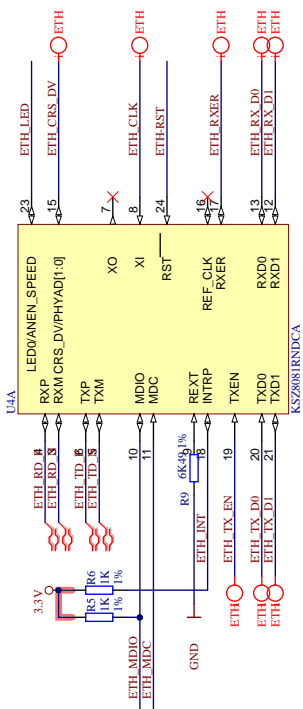 ETH
ETH
ETH
ETH
ETH
ETH_LED
ETH_CRS_DV
ETH_CLK
ETH-RST
ETH_RXER
ETH_RX_D0
ETH_RX_D1
23
15
7
8
24
16
17
13
12
LED0/ANEN_SPEED
CRS_DV/PHYAD[1:0]
XO
XI
RST
REF_CLK
RXER
RXD0
RXD1
U4A
KSZ8081RNDCA
RXP
RXM
TXP
TXM
MDIO
MDC
REXT
INTRP
TXEN
TXD0
TXD1
10
11
9
18
19
20
21
6K49 1%
R9
ETH_INT
ETH_TX_EN
ETH_TX_D0
ETH_TX_D1
ETH
ETH
ETH
3.3V
R6
1K
1%
R5
1K
1%
GND
ETH_MDIO
ETH_MDC